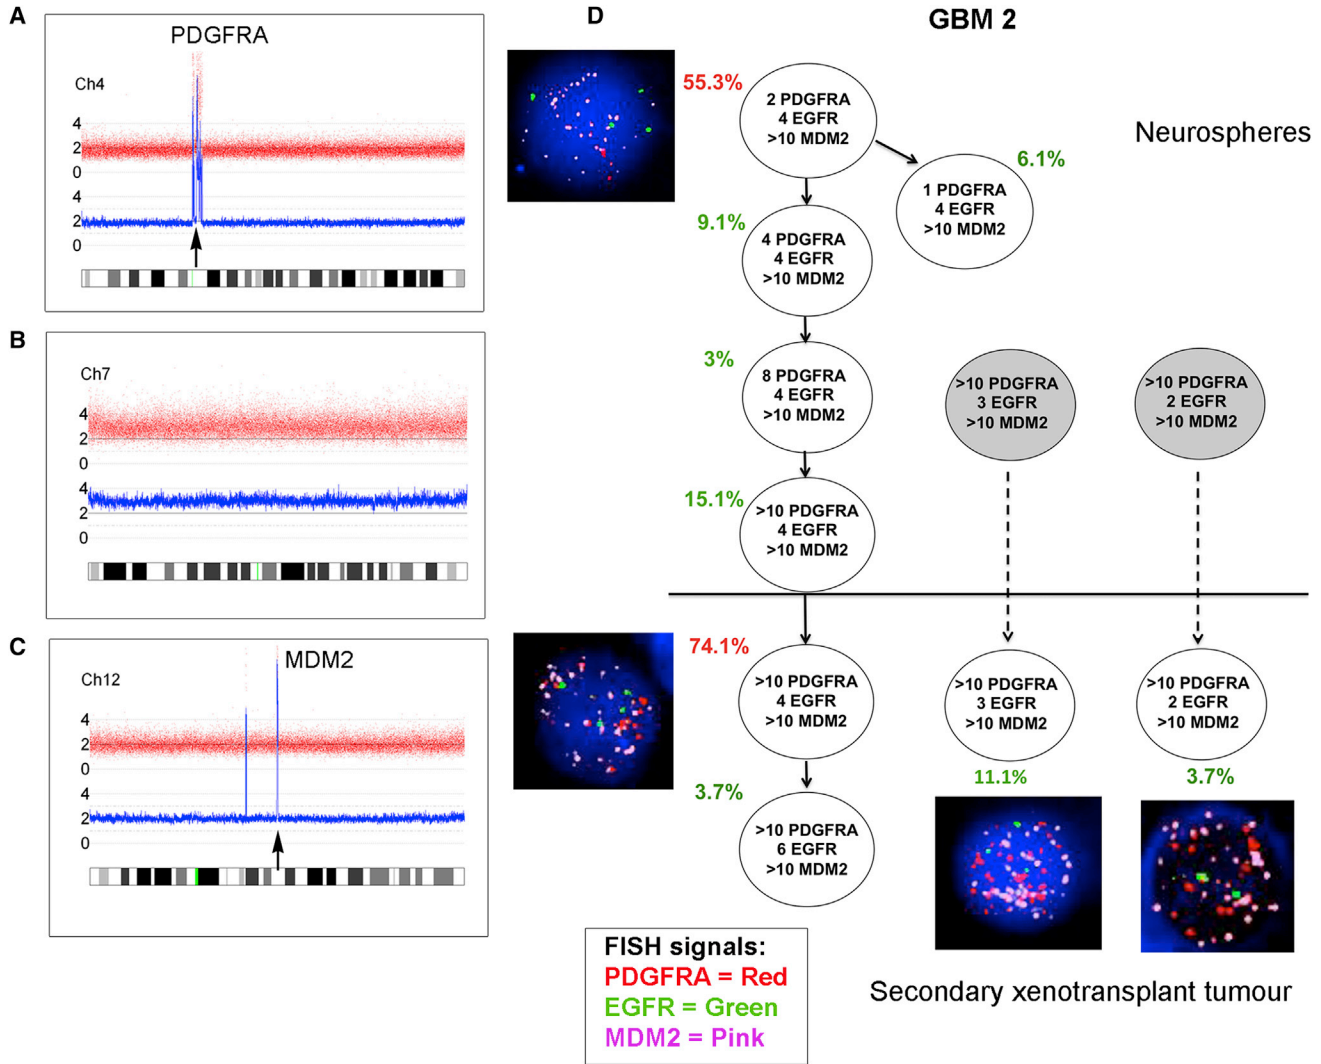 A
PDGFRA
Ch4
4
2
0
4
2
0
B
Ch7
4
2
0
4
2
0
C
MDM2
Ch12
4
2
0
4
2
0
D
GBM 2
Neurospheres
55.3%
2 PDGFRA
4 EGFR
>10 MDM2
6.1%
1 PDGFRA
4 EGFR
>10 MDM2
9.1%
4 PDGFRA
4 EGFR
>10 MDM2
3%
8 PDGFRA
4 EGFR
>10 MDM2
>10 PDGFRA
3 EGFR
>10 MDM2
>10 PDGFRA
2 EGFR
>10 MDM2
15.1%
>10 PDGFRA
4 EGFR
>10 MDM2
74.1%
>10 PDGFRA
4 EGFR
>10 MDM2
>10 PDGFRA
3 EGFR
>10 MDM2
11.1%
>10 PDGFRA
2 EGFR
>10 MDM2
3.7%
3.7%
>10 PDGFRA
6 EGFR
>10 MDM2
FISH signals:
PDGFRA = Red
EGFR = Green
MDM2 = Pink
Secondary xenotransplant tumour